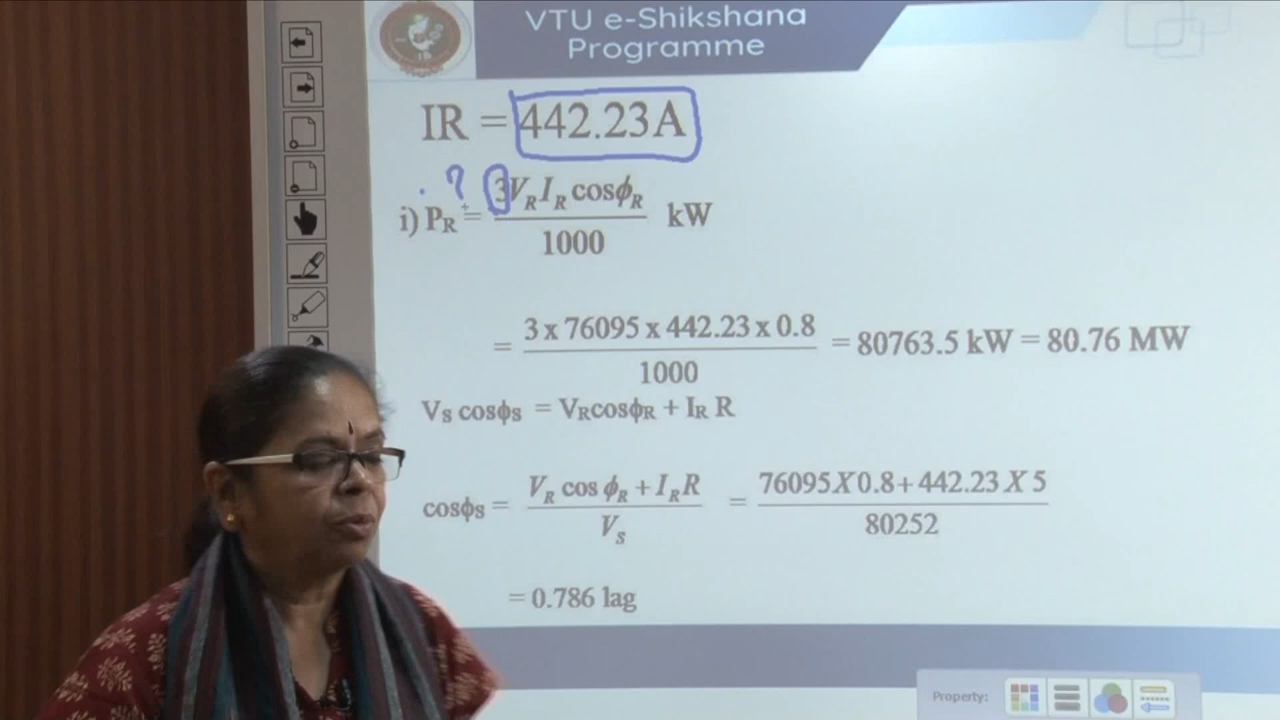 VTU e-Shikshana
Programme
IR = 442.23A
?
i) PR = 3VRIR cosϕR / 1000 kW
= 3 x 76095 x 442.23 x 0.8 / 1000 = 80763.5 kW = 80.76 MW
Vs cosϕs = VRcosϕR + IR R
cosϕs = VR cos ϕR + IRR / Vs = 76095X0.8+442.23X5 / 80252
= 0.786 lag
Property: